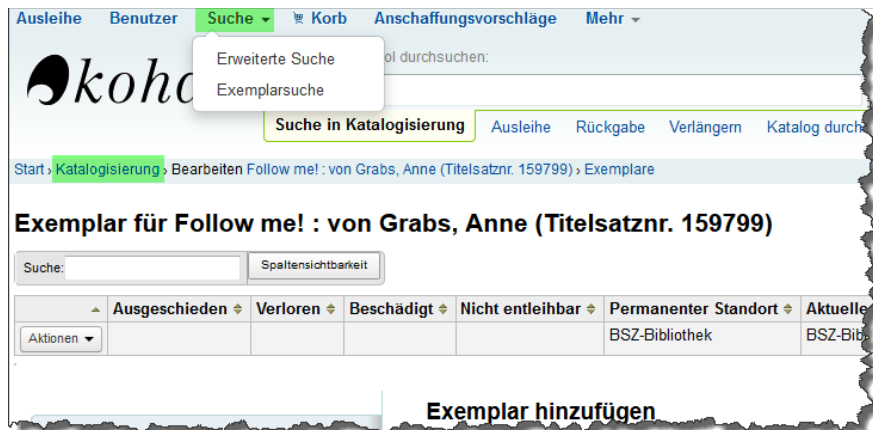 Ausleihe Benutzer Suche Korb Anschaffungsvorschläge Mehr
Erweiterte Suche
Exemplarsuche
durchsuchen:
koha
Suche in Katalogisierung Ausleihe Rückgabe Verlängern Katalog
Start › Katalogisierung › Bearbeiten Follow me! : von Grabs, Anne (Titelsatznr. 159799) › Exemplare
Exemplar für Follow me! : von Grabs, Anne (Titelsatznr. 159799)
Suche: Spaltensichtbarkeit
Ausgeschieden Verloren Beschädigt Nicht entleihbar Permanenter Standort Aktuelle
Aktionen BSZ-Bibliothek BSZ-Bib
Exemplar hinzufügen